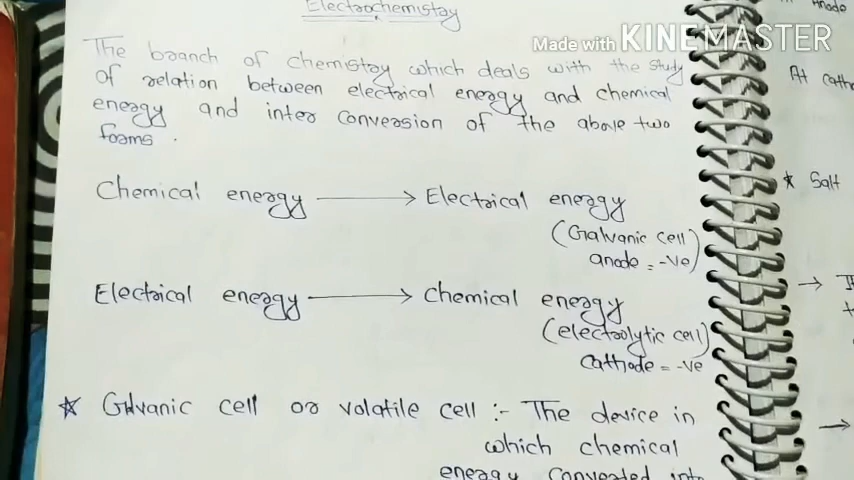 Electrochemistry
Made with KINEMASTER
The branch of chemistry which deals with the study
of relation between electrical energy and chemical
energy and inter conversion of the above two
forms.
Chemical energy → Electrical energy
(Galvanic cell)
anode = -ve
Electrical energy → Chemical energy
(electrolytic cell)
Cathode = -ve
☆ Galvanic cell or volatile cell :- The device in
which chemical
energy converted into
Anode
At
* Salt
→
→